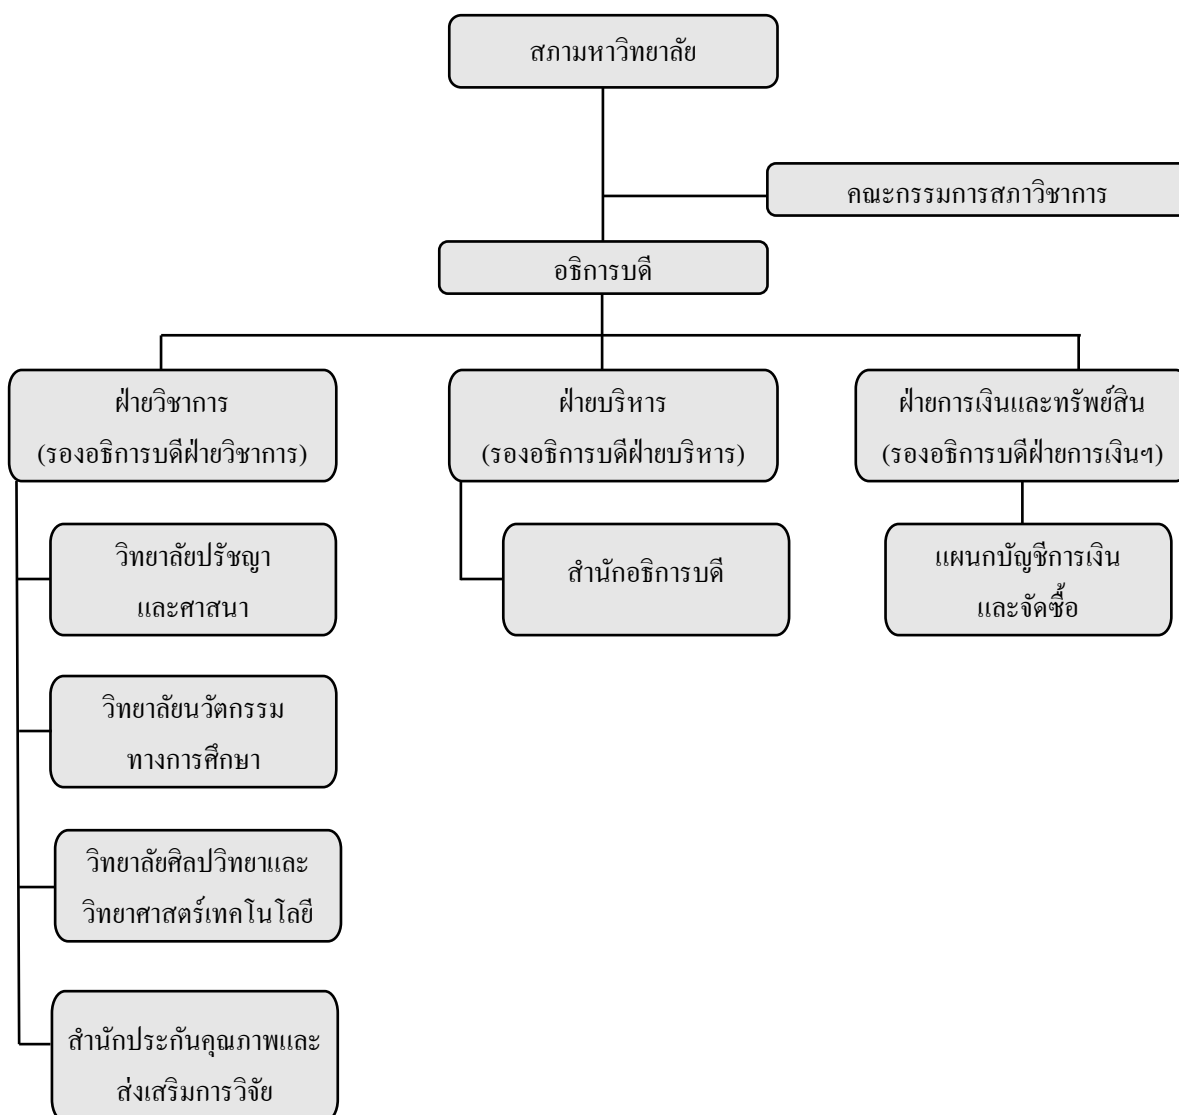 สภามหาวิทยาลัย
คณะกรรมการสภาวิชาการ
อธิการบดี
ฝ่ายวิชาการ
(รองอธิการบดีฝ่ายวิชาการ)
ฝ่ายบริหาร
(รองอธิการบดีฝ่ายบริหาร)
ฝ่ายการเงินและทรัพย์สิน
(รองอธิการบดีฝ่ายการเงินฯ)
วิทยาลัยปรัชญา
และศาสนา
สำนักอธิการบดี
แผนกบัญชีการเงิน
และจัดซื้อ
วิทยาลัยนวัตกรรม
ทางการศึกษา
วิทยาลัยศิลปวิทยาและ
วิทยาศาสตร์เทคโนโลยี
สำนักประกันคุณภาพและ
ส่งเสริมการวิจัย